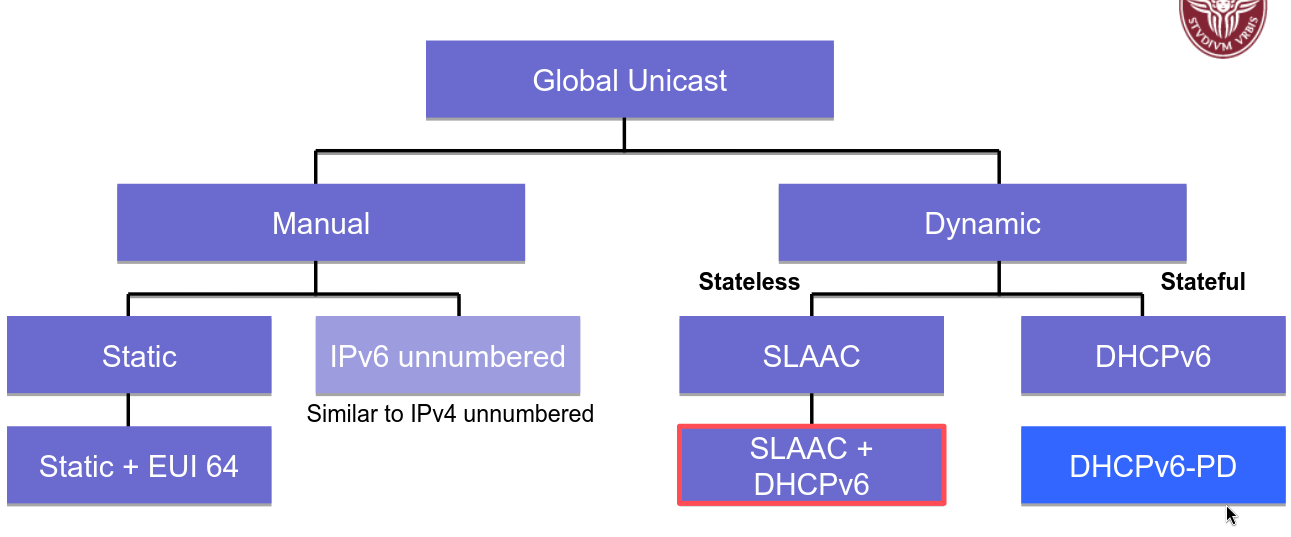 STVDIVM VRBIS
Global Unicast
Manual
Dynamic
Stateless
Stateful
Static
IPv6 unnumbered
SLAAC
DHCPv6
Similar to IPv4 unnumbered
Static + EUI 64
SLAAC +
DHCPv6
DHCPv6-PD